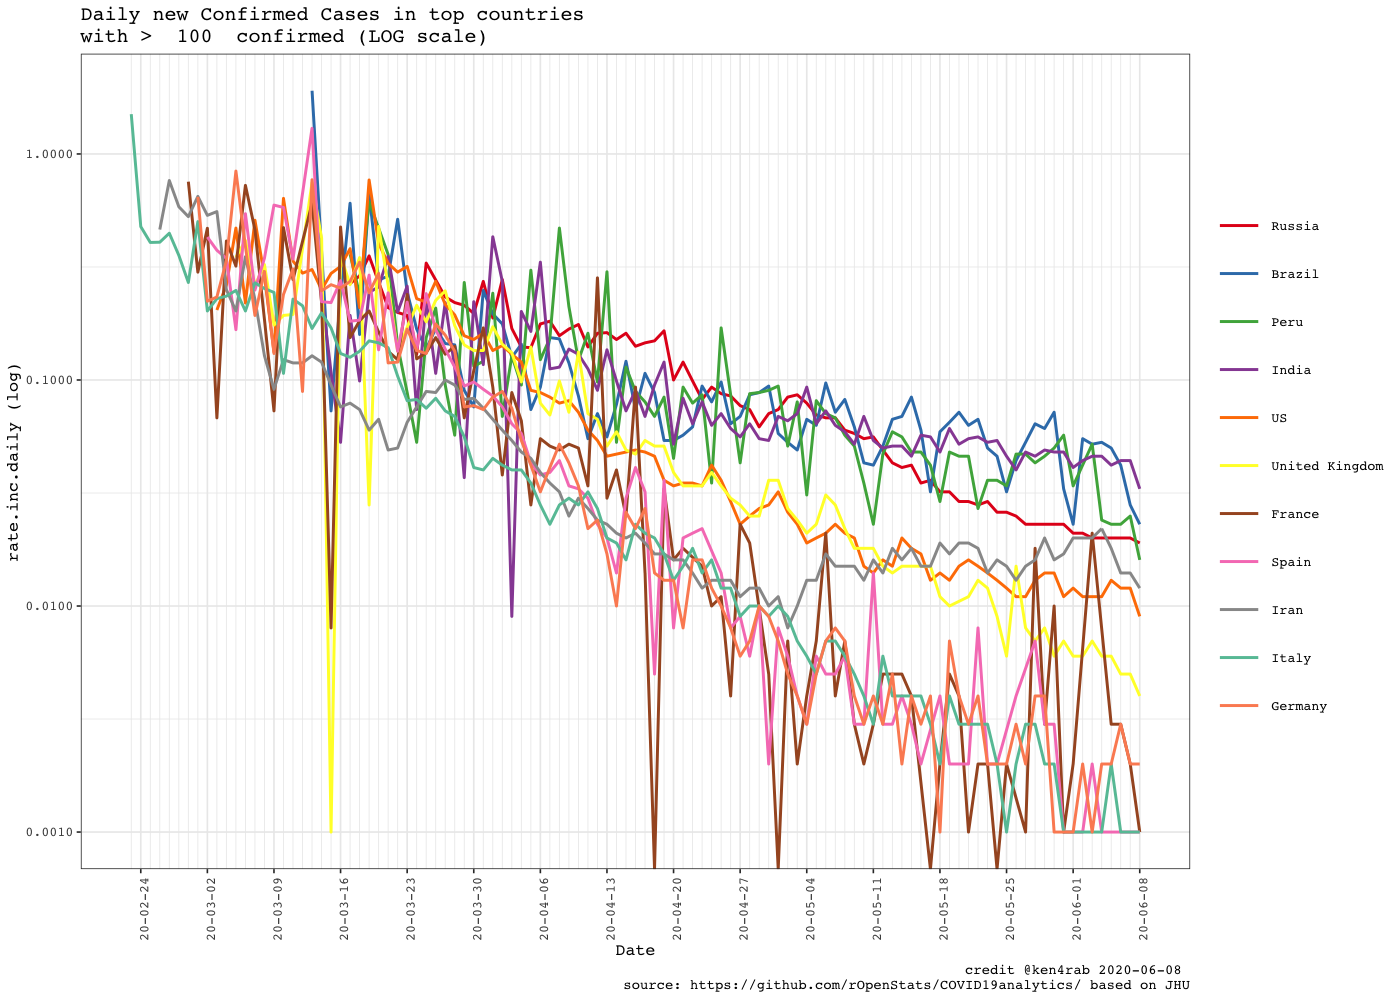 Daily new Confirmed Cases in top countries
with >  100  confirmed (LOG scale)
rate.inc.daily (log)
1.0000
0.1000
0.0100
0.0010
20-02-24
20-03-02
20-03-09
20-03-16
20-03-23
20-03-30
20-04-06
20-04-13
20-04-20
20-04-27
20-05-04
20-05-11
20-05-18
20-05-25
20-06-01
20-06-08
Date
Russia
Brazil
Peru
India
US
United Kingdom
France
Spain
Iran
Italy
Germany
credit @ken4rab 2020-06-08
source: https://github.com/rOpenStats/COVID19analytics/ based on JHU